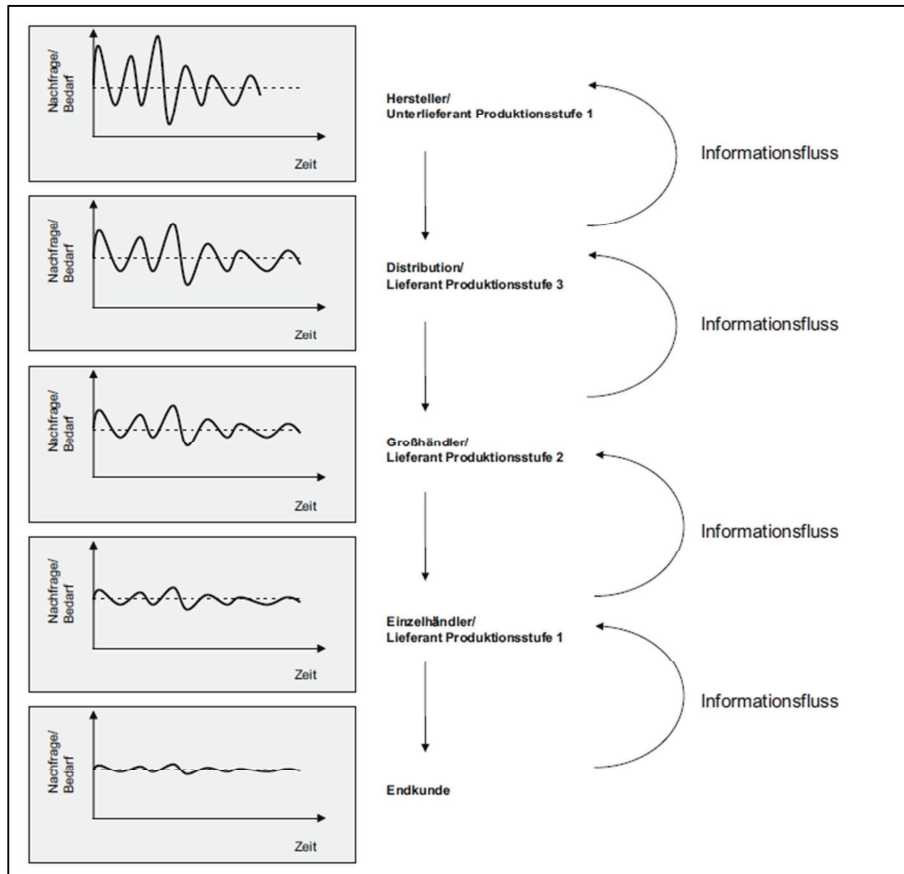 Nachfrage/
Bedarf
Zeit
Hersteller/
Unterlieferant Produktionsstufe 1
Informationsfluss
Nachfrage/
Bedarf
Zeit
Distribution/
Lieferant Produktionsstufe 3
Informationsfluss
Nachfrage/
Bedarf
Zeit
Großhändler/
Lieferant Produktionsstufe 2
Informationsfluss
Nachfrage/
Bedarf
Zeit
Einzelhändler/
Lieferant Produktionsstufe 1
Informationsfluss
Nachfrage/
Bedarf
Zeit
Endkunde